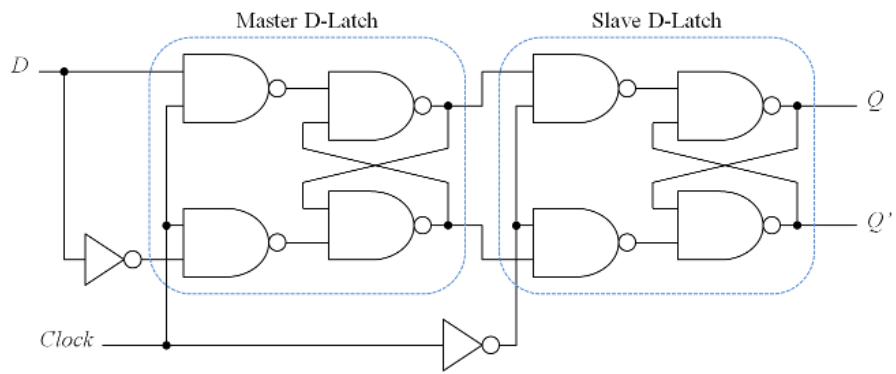 Master D-Latch
Slave D-Latch
D
Q
Q’
Clock